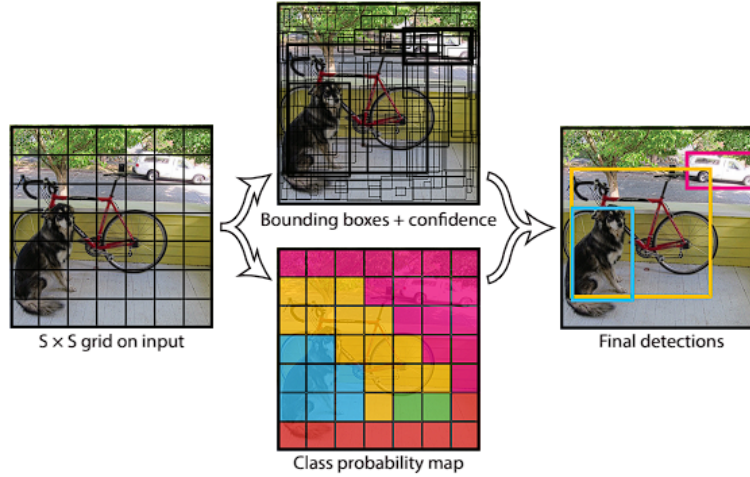 S × S grid on input
Bounding boxes + confidence
Class probability map
Final detections